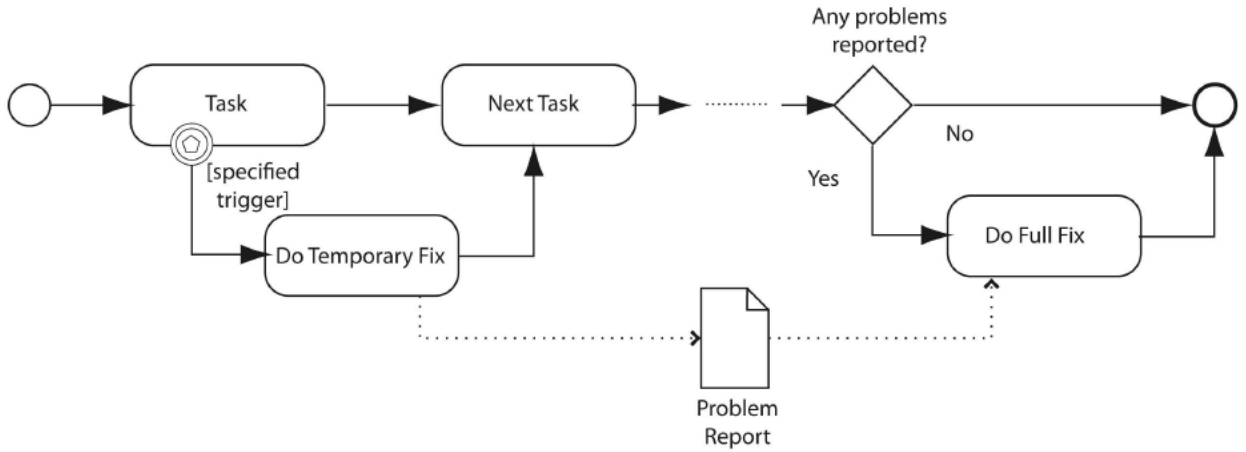 Any problems
reported?
Task
Next Task
No
[specified
trigger]
Yes
Do Temporary Fix
Do Full Fix
Problem
Report